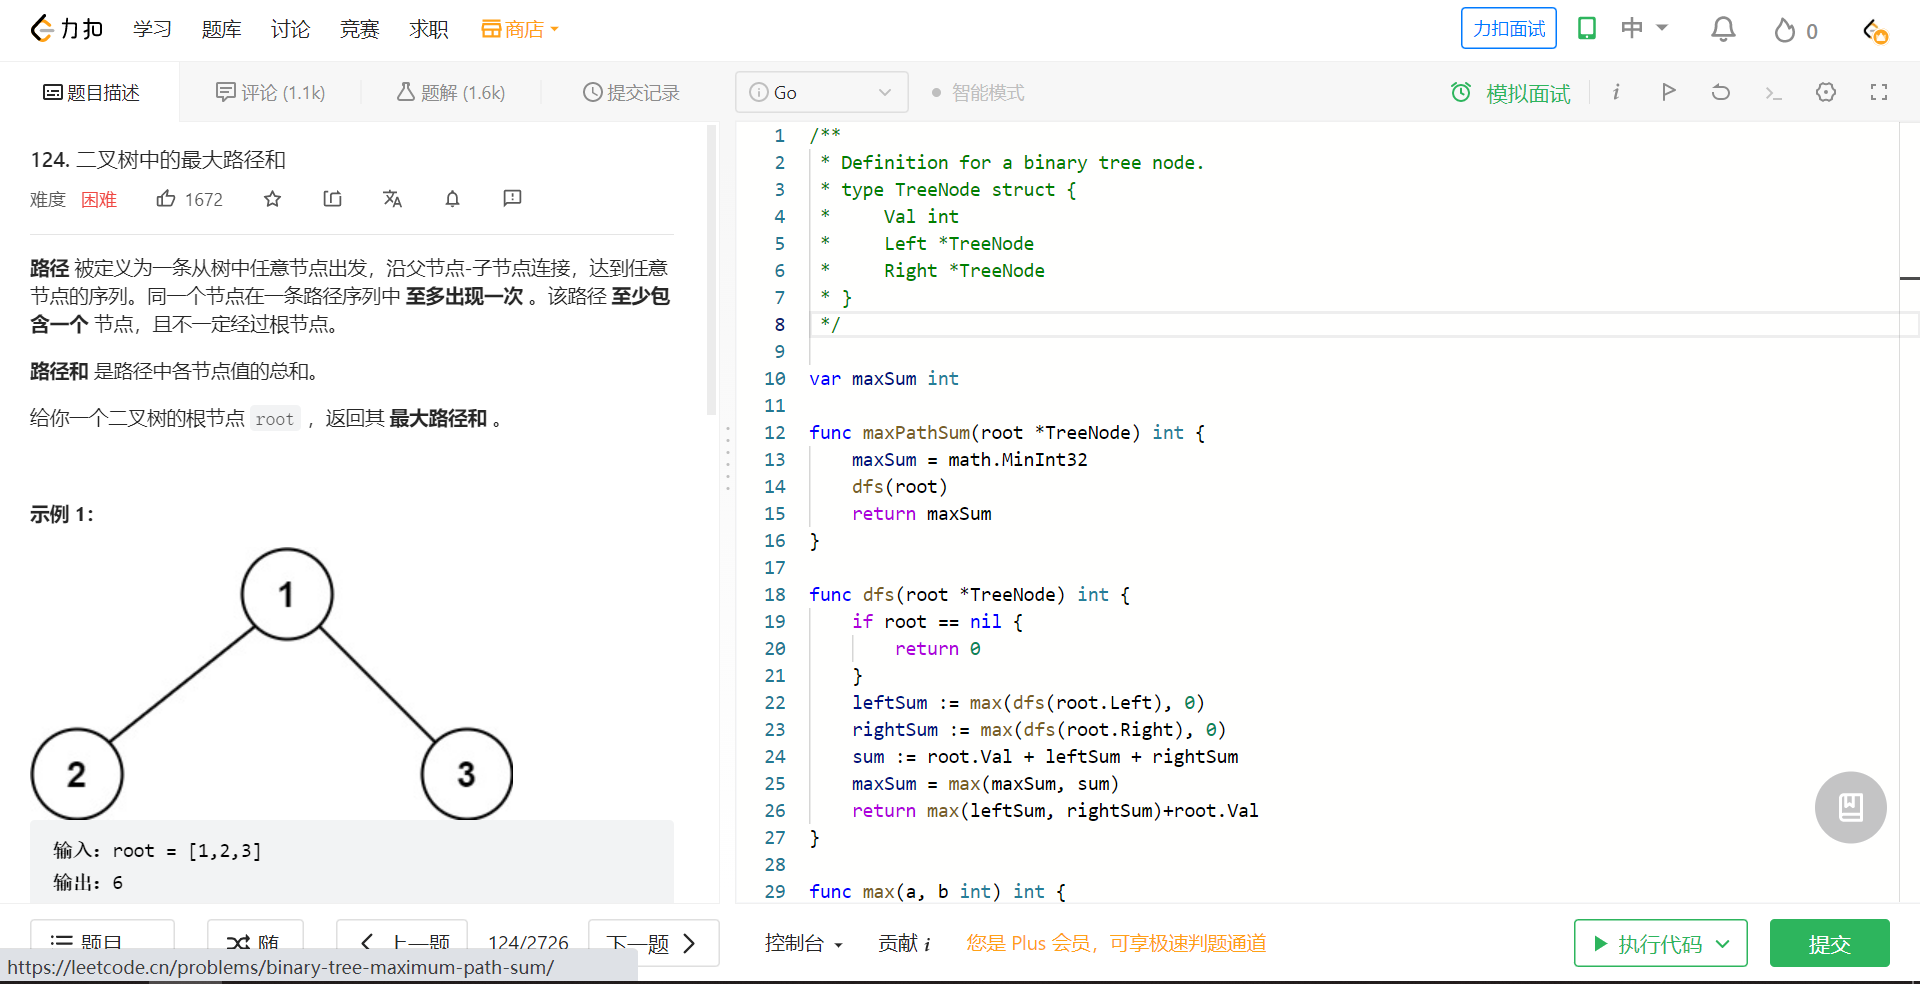 力扣 学习 题库 讨论 竞赛 求职 商店 力扣面试 中 0
题目描述 评论 (1.1k) 题解 (1.6k) 提交记录 Go 智能模式 模拟面试 i
124. 二叉树中的最大路径和
难度 困难 1672
路径 被定义为一条从树中任意节点出发，沿父节点-子节点连接，达到任意
节点的序列。同一个节点在一条路径序列中 至多出现一次 。该路径 至少包
含一个 节点，且不一定经过根节点。
路径和 是路径中各节点值的总和。
给你一个二叉树的根节点 root ，返回其 最大路径和 。
示例 1：
1
2 3
输入：root = [1,2,3]
输出：6
题目 随 上一题 124/2726 下一题
https://leetcode.cn/problems/binary-tree-maximum-path-sum/
1 /**
2 * Definition for a binary tree node.
3 * type TreeNode struct {
4 *     Val int
5 *     Left *TreeNode
6 *     Right *TreeNode
7 * }
8 */
9
10 var maxSum int
11
12 func maxPathSum(root *TreeNode) int {
13     maxSum = math.MinInt32
14     dfs(root)
15     return maxSum
16 }
17
18 func dfs(root *TreeNode) int {
19     if root == nil {
20         return 0
21     }
22     leftSum := max(dfs(root.Left), 0)
23     rightSum := max(dfs(root.Right), 0)
24     sum := root.Val + leftSum + rightSum
25     maxSum = max(maxSum, sum)
26     return max(leftSum, rightSum)+root.Val
27 }
28
29 func max(a, b int) int {
控制台 贡献 i 您是 Plus 会员，可享极速判题通道 执行代码 提交